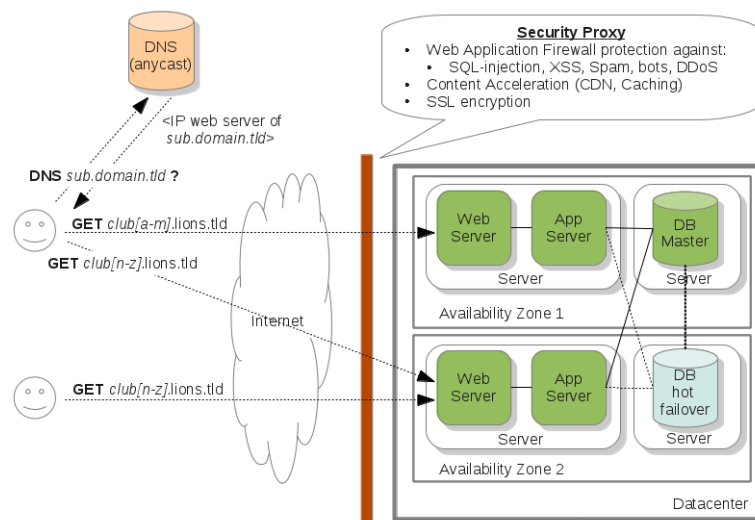 DNS
(anycast)
<IP web server of
sub.domain.tld>
DNS sub.domain.tld ?
Security Proxy
• Web Application Firewall protection against:
• SQL-injection, XSS, Spam, bots, DDoS
• Content Acceleration (CDN, Caching)
• SSL encryption
GET club[a-m].lions.tld
GET club[n-z].lions.tld
Internet
GET club[n-z].lions.tld
Web
Server
App
Server
Server
DB
Master
Server
Availability Zone 1
Web
Server
App
Server
Server
DB
hot
failover
Server
Availability Zone 2
Datacenter